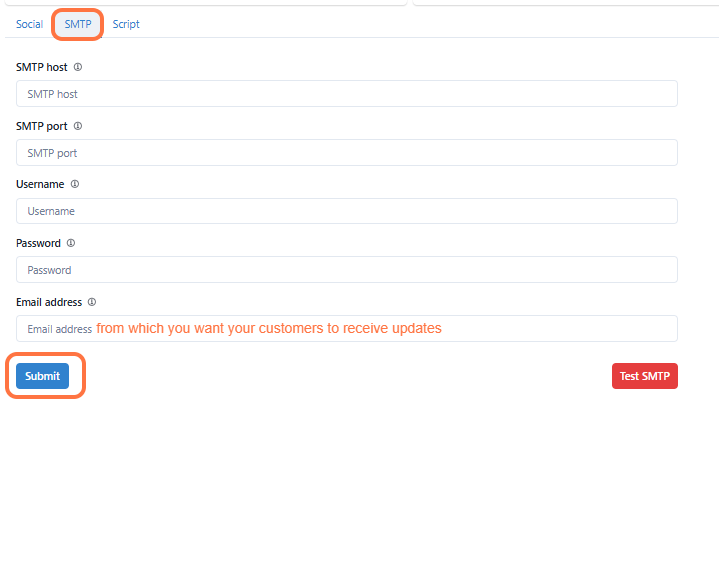 Social SMTP Script
SMTP host
SMTP host
SMTP port
SMTP port
Username
Username
Password
Password
Email address
Email address from which you want your customers to receive updates
Submit Test SMTP